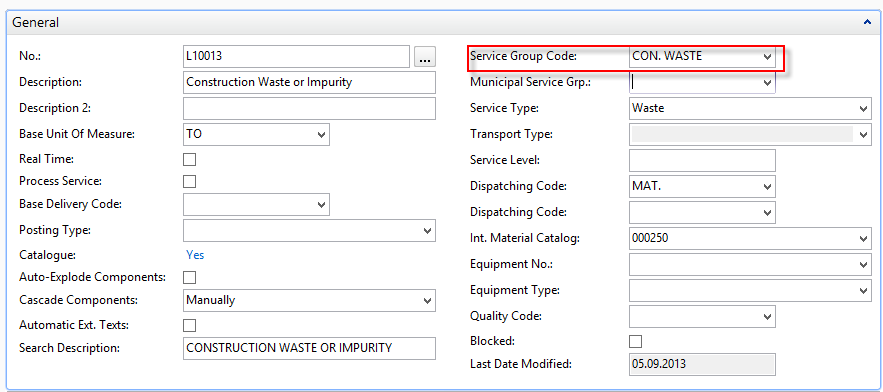 General
No.: L10013 ...
Description: Construction Waste or Impurity
Description 2:
Base Unit Of Measure: TO
Real Time:
Process Service:
Base Delivery Code:
Posting Type:
Catalogue: Yes
Auto-Explode Components:
Cascade Components: Manually
Automatic Ext. Texts:
Search Description: CONSTRUCTION WASTE OR IMPURITY
Service Group Code: CON. WASTE
Municipal Service Grp.:
Service Type: Waste
Transport Type:
Service Level:
Dispatching Code: MAT.
Dispatching Code:
Int. Material Catalog: 000250
Equipment No.:
Equipment Type:
Quality Code:
Blocked:
Last Date Modified: 05.09.2013